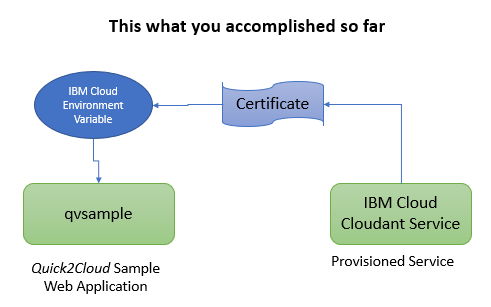 This what you accomplished so far
IBM Cloud
Environment
Variable
Certificate
qvsample
IBM Cloud
Cloudant Service
Quick2Cloud Sample
Web Application
Provisioned Service